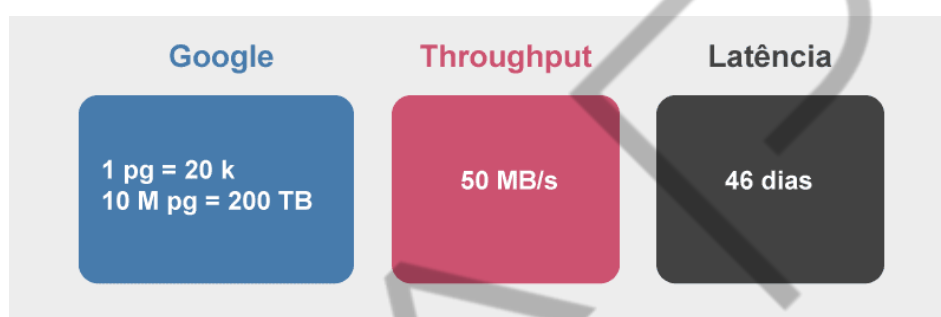 Google
Throughput
Latência
1 pg = 20 k
10 M pg = 200 TB
50 MB/s
46 dias